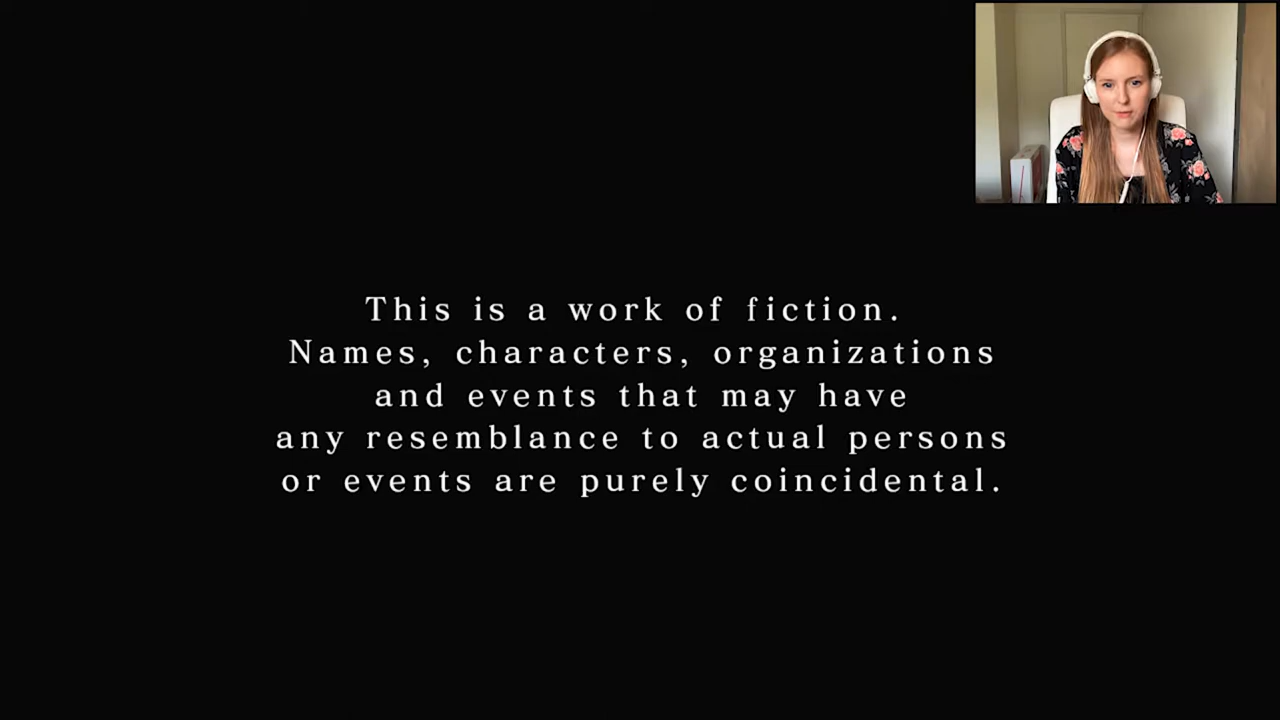 This is a work of fiction.
Names, characters, organizations
and events that may have
any resemblance to actual persons
or events are purely coincidental.